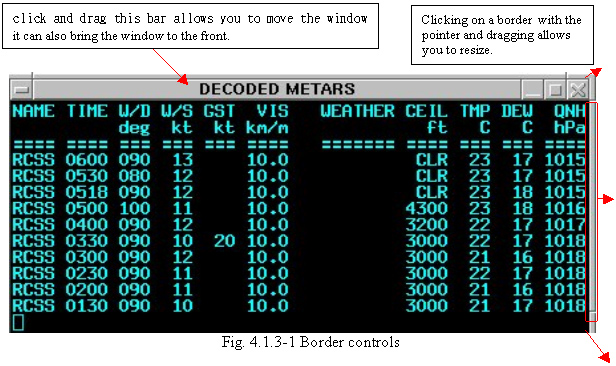 click and drag this bar allows you to move the window
it can also bring the window to the front.
Clicking on a border with the
pointer and dragging allows
you to resize.
DECODED METARS
NAME TIME W/D W/S GST VIS WEATHER CEIL TMP DEW QNH
deg kt kt km/m ft C C hPa
==== ==== === === === ==== ======= ==== === === ====
RCSS 0600 090 13 10.0 CLR 23 17 1015
RCSS 0530 080 12 10.0 CLR 23 17 1015
RCSS 0518 090 12 10.0 CLR 23 18 1015
RCSS 0500 100 11 10.0 4300 23 18 1016
RCSS 0400 090 12 10.0 3200 22 17 1017
RCSS 0330 090 10 20 10.0 3000 22 17 1018
RCSS 0300 090 12 10.0 3000 21 16 1018
RCSS 0230 090 11 10.0 3000 22 17 1018
RCSS 0200 090 11 10.0 3000 21 16 1018
RCSS 0130 090 10 10.0 3000 21 17 1018
Fig. 4.1.3-1 Border controls